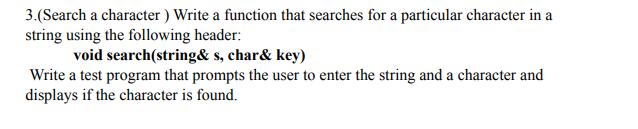 3.(Search a character ) Write a function that searches for a particular character in a
string using the following header:
void search(string& s, char& key)
Write a test program that prompts the user to enter the string and a character and
displays if the character is found.